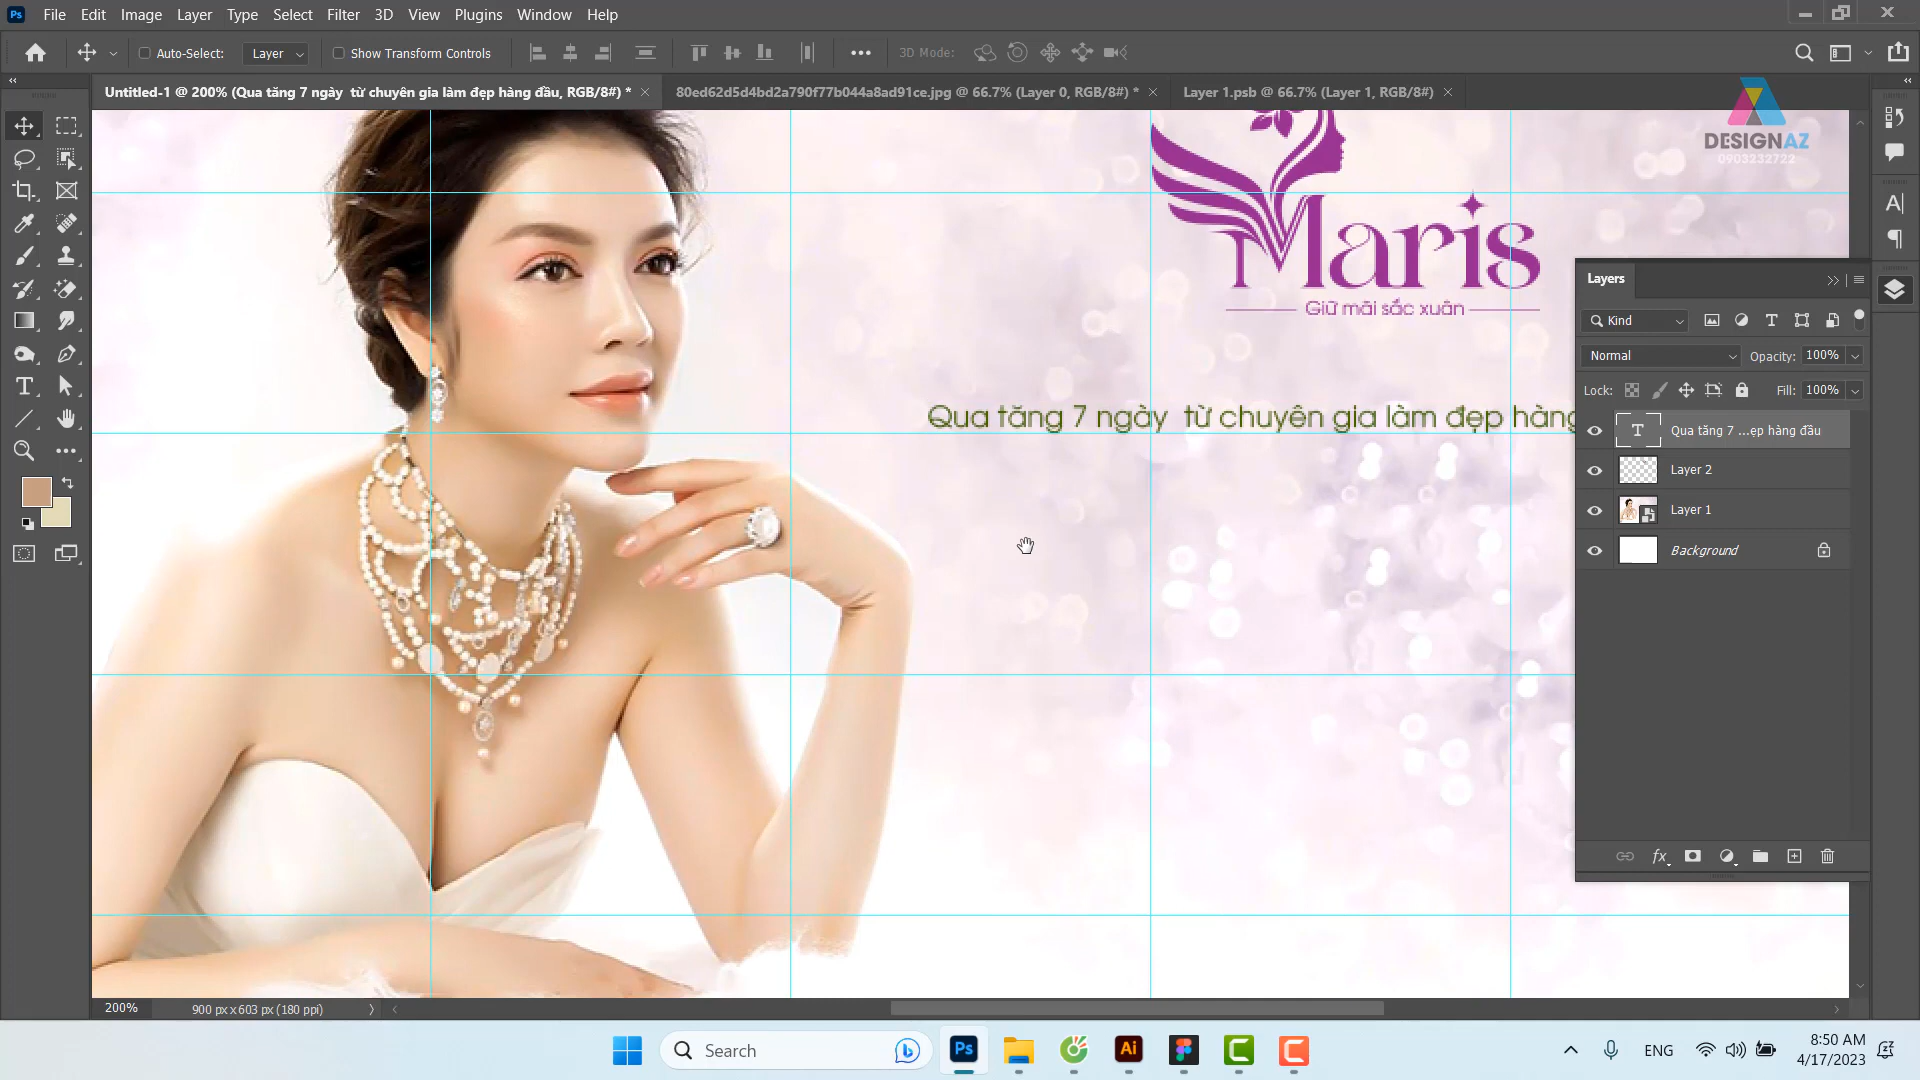 File Edit Image Layer Type Select Filter 3D View Plugins Window Help
Auto-Select: Layer Show Transform Controls 3D Mode:
Untitled-1 @ 200% (Qua tăng 7 ngày  từ chuyên gia làm đẹp hàng đầu, RGB/8#) *
80ed62d5d4bd2a790f77b044a8ad91ce.jpg @ 66.7% (Layer 0, RGB/8#) *
Layer 1.psb @ 66.7% (Layer 1, RGB/8#)
DESIGNAZ
0903232722
Maris
Giữ mãi sắc xuân
Qua tăng 7 ngày  từ chuyên gia làm đẹp hàng
Layers
Kind
Normal Opacity: 100%
Lock: Fill: 100%
Qua tăng 7 ...ẹp hàng đầu
Layer 2
Layer 1
Background
200% 900 px x 603 px (180 ppi)
Search
ENG
8:50 AM
4/17/2023